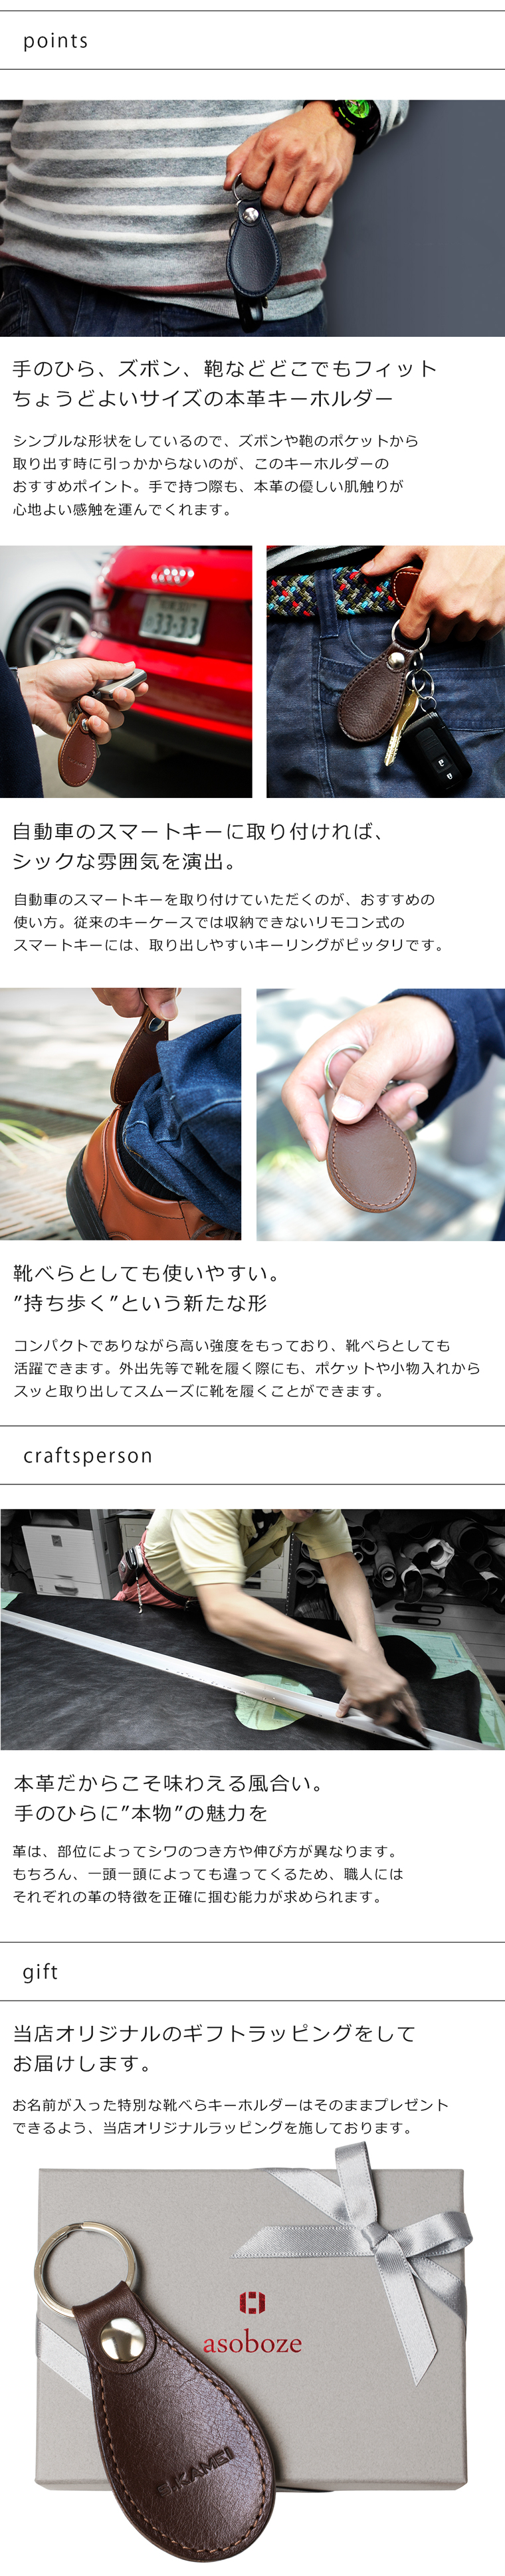 points
手のひら、ズボン、鞄などどこでもフィット
ちょうどよいサイズの本革キーホルダー
シンプルな形状をしているので、ズボンや鞄のポケットから
取り出す時に引っかからないのが、このキーホルダーの
おすすめポイント。手で持つ際も、本革の優しい肌触りが
心地よい感触を運んでくれます。
33-33
自動車のスマートキーに取り付ければ、
シックな雰囲気を演出。
自動車のスマートキーを取り付けていただくのが、おすすめの
使い方。従来のキーケースでは収納できないリモコン式の
スマートキーには、取り出しやすいキーリングがピッタリです。
靴べらとしても使いやすい。
”持ち歩く”という新たな形
コンパクトでありながら高い強度をもっており、靴べらとしても
活躍できます。外出先等で靴を履く際にも、ポケットや小物入れから
スッと取り出してスムーズに靴を履くことができます。
craftsperson
本革だからこそ味わえる風合い。
手のひらに”本物”の魅力を
革は、部位によってシワのつき方や伸び方が異なります。
もちろん、一頭一頭によっても違ってくるため、職人には
それぞれの革の特徴を正確に掴む能力が求められます。
gift
当店オリジナルのギフトラッピングをして
お届けします。
お名前が入った特別な靴べらキーホルダーはそのままプレゼント
できるよう、当店オリジナルラッピングを施しております。
asoboze
S.KAMEI